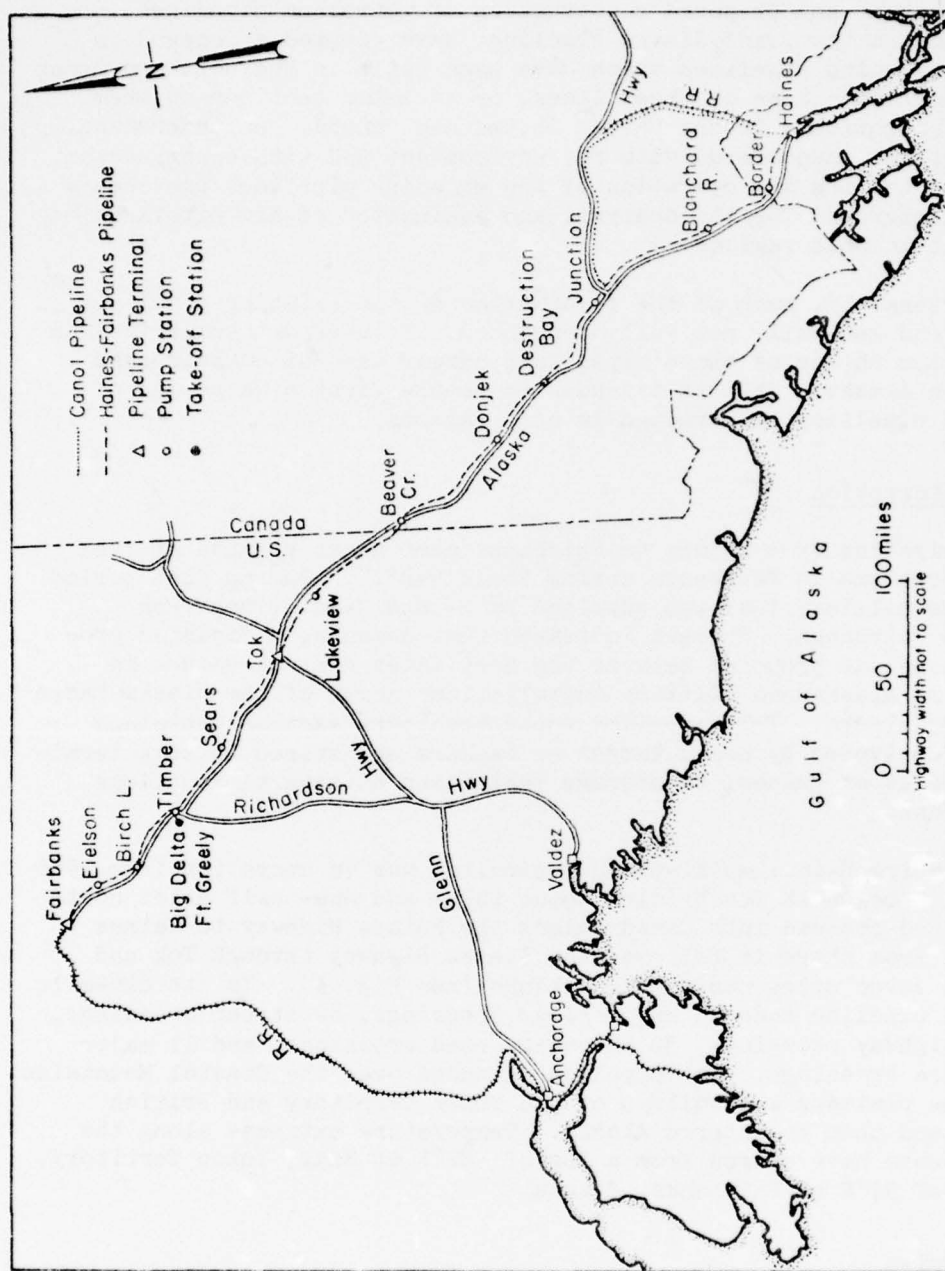 Canol Pipeline
Haines-Fairbanks Pipeline
Pipeline Terminal
Pump Station
Take-off Station
N
Fairbanks
Eielson
Birch L.
Timber
Big Delta
Ft Greely
Sears
Tok
Lakeview
Canada
U.S.
Beaver
Cr.
Donjek
Alaska
Destruction
Bay
Junction
Hwy
Blanchard
R.
Border
Haines
R R
R R
Richardson
Hwy
Hwy
Glenn
Valdez
Anchorage
Gulf of Alaska
0 50 100 miles
Highway width not to scale